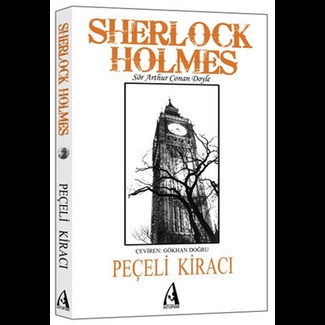 SHERLOCK
HOLMES
Sör Arthur Conan Doyle
ÇEVİREN: GÖKHAN DOĞRU
PEÇELİ KİRACI
SHERLOCK HOLMES
PEÇELİ KİRACI